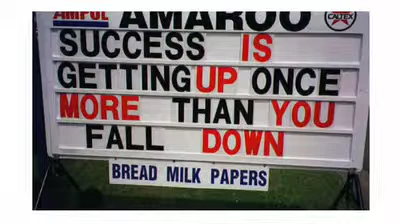 AMPOL AMAROO CALTEX
SUCCESS IS
GETTING UP ONCE
MORE THAN YOU
FALL DOWN
BREAD MILK PAPERS